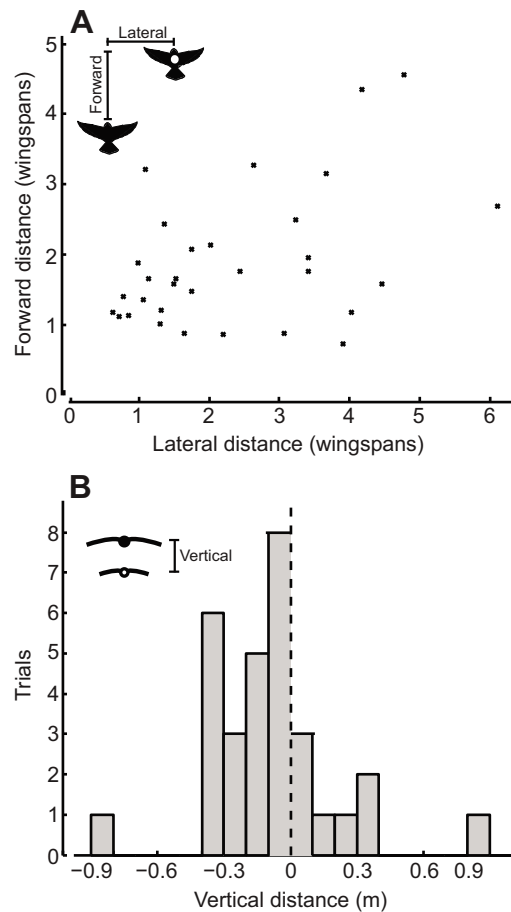 A
Lateral
Forward
5
4
3
2
1
0
Forward distance (wingspans)
0 1 2 3 4 5 6
Lateral distance (wingspans)
B
Vertical
8
7
6
5
4
3
2
1
0
Trials
−0.9 −0.6 −0.3 0 0.3 0.6 0.9
Vertical distance (m)